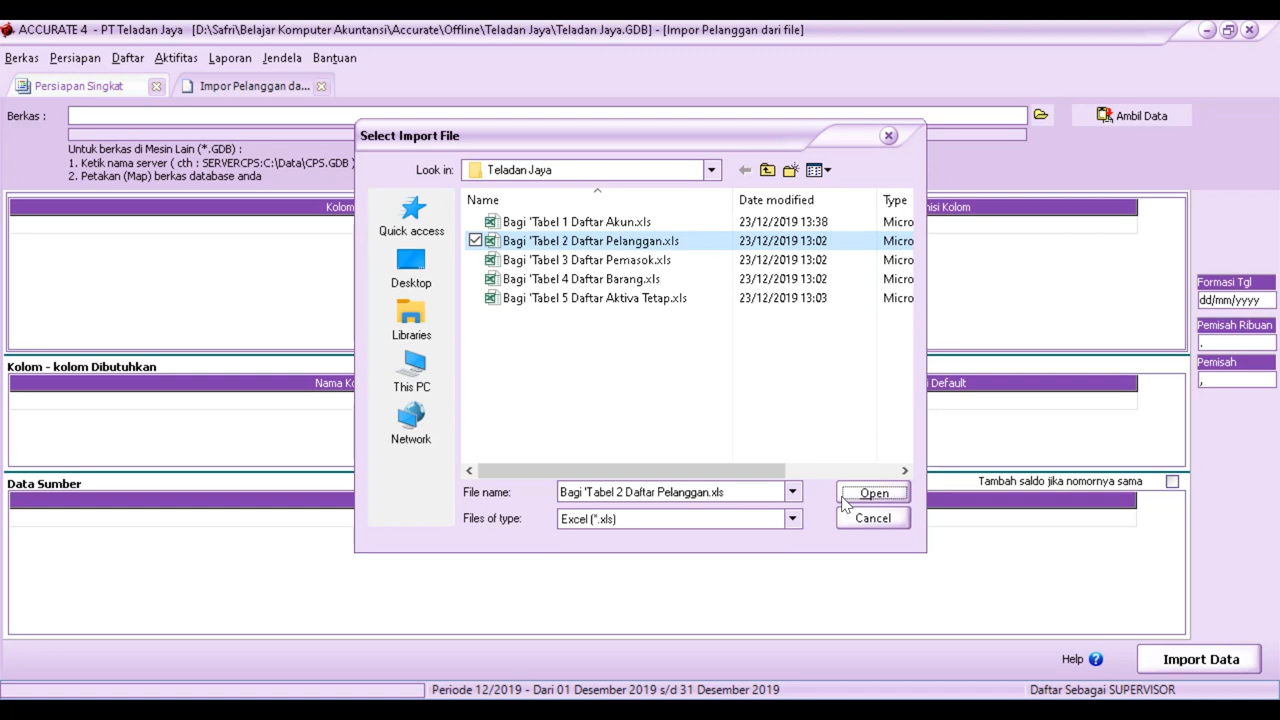 ACCURATE 4 - PT Teladan Jaya [D:\Safri\Belajar Komputer Akuntansi\Accurate\Offline\Teladan Jaya\Teladan Jaya.GDB] - [Impor Pelanggan dari file]
Berkas Persiapan Daftar Aktifitas Laporan Jendela Bantuan
Persiapan Singkat
Impor Pelanggan da...
Berkas :
Ambil Data
Untuk berkas di Mesin Lain (*.GDB) :
1. Ketik nama server ( cth : SERVERCPS:C:\Data\CPS.GDB )
2. Petakan (Map) berkas database anda
Select Import File
Look in: Teladan Jaya
Name Date modified Type
Bagi 'Tabel 1 Daftar Akun.xls 23/12/2019 13:38 Micro
Bagi 'Tabel 2 Daftar Pelanggan.xls 23/12/2019 13:02 Micro
Bagi 'Tabel 3 Daftar Pemasok.xls 23/12/2019 13:02 Micro
Bagi 'Tabel 4 Daftar Barang.xls 23/12/2019 13:02 Micro
Bagi 'Tabel 5 Daftar Aktiva Tetap.xls 23/12/2019 13:03 Micro
Quick access
Desktop
Libraries
This PC
Network
File name: Bagi 'Tabel 2 Daftar Pelanggan.xls Open
Files of type: Excel (*.xls) Cancel
Kolom
Kolom
Formasi Tgl
dd/mm/yyyy
Pemisah Ribuan
.
Pemisah
,
Kolom - kolom Dibutuhkan
Nama
Default
Data Sumber
Tambah saldo jika nomornya sama
Help
Import Data
Periode 12/2019 - Dari 01 Desember 2019 s/d 31 Desember 2019
Daftar Sebagai SUPERVISOR